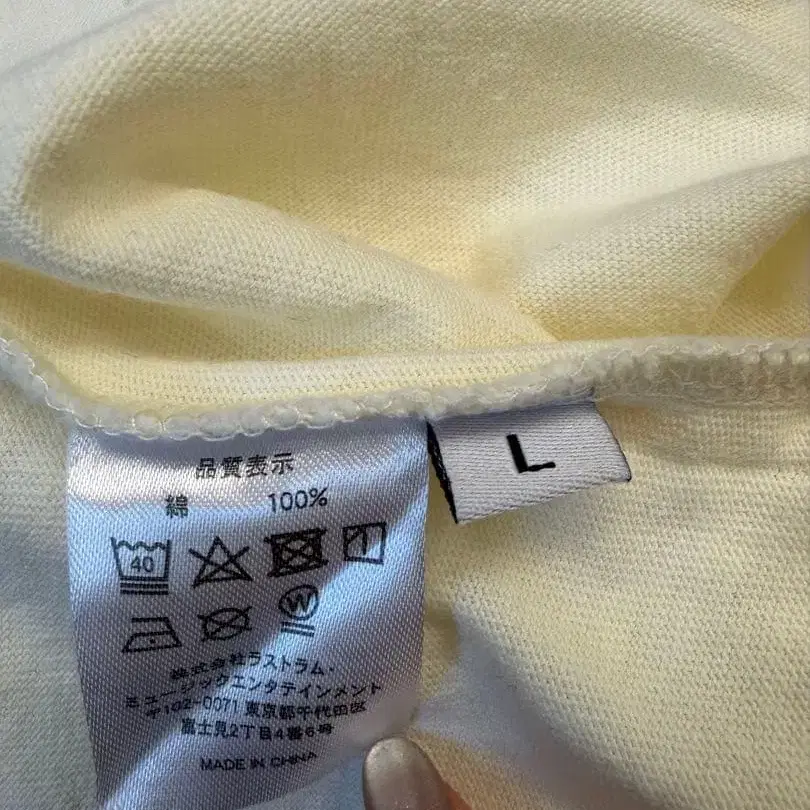 L
品質表示
綿 100%
40
W
株式会社ラストラム・
ミュージックエンタテインメント
〒102-0071 東京都千代田区
富士見2丁目4番6号
MADE IN CHINA